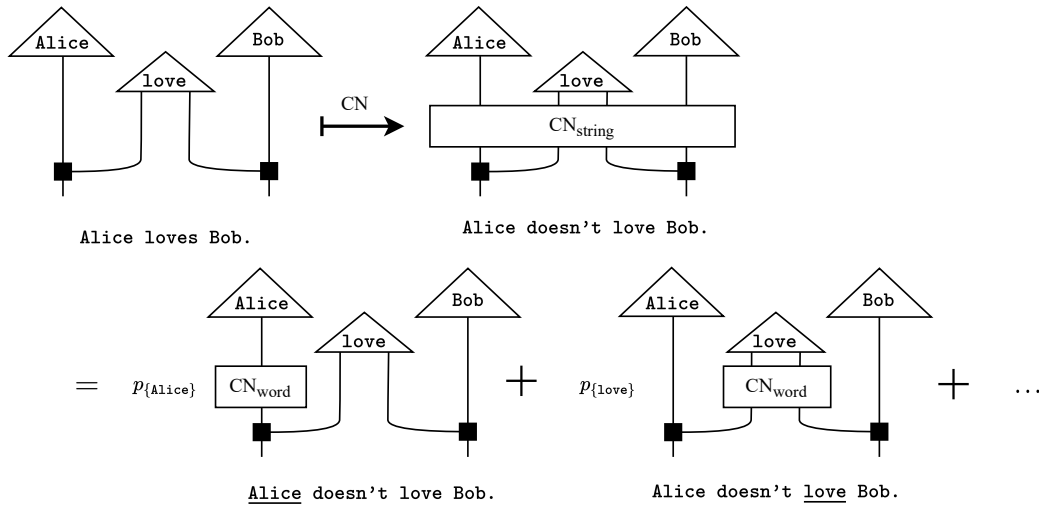 Alice Bob Alice Bob
love love
CN
CN_string
Alice loves Bob.
Alice doesn't love Bob.
Alice Bob Alice Bob
love love
= p_{Alice} CN_word + p_{love} CN_word + ...
Alice doesn't love Bob.
Alice doesn't love Bob.